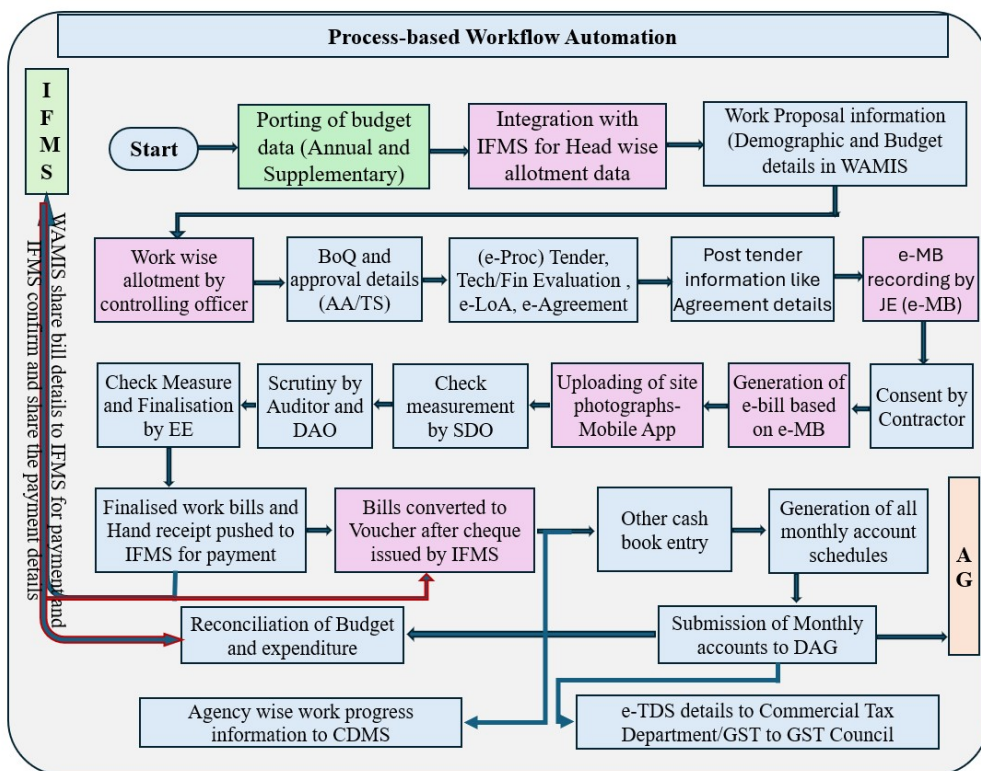 Process-based Workflow Automation
I
F
M
S
Start
Porting of budget
data (Annual and
Supplementary)
Integration with
IFMS for Head wise
allotment data
Work Proposal information
(Demographic and Budget
details in WAMIS
Work wise
allotment by
controlling officer
BoQ and
approval details
(AA/TS)
(e-Proc) Tender,
Tech/Fin Evaluation ,
e-LoA, e-Agreement
Post tender
information like
Agreement details
e-MB
recording by
JE (e-MB)
Check Measure
and Finalisation
by EE
Scrutiny by
Auditor and
DAO
Check
measurement
by SDO
Uploading of site
photographs-
Mobile App
Generation of
e-bill based
on e-MB
Consent by
Contractor
WAMIS share bill details to IFMS for payment and
IFMS confirm and share the payment details
Finalised work bills and
Hand receipt pushed to
IFMS for payment
Bills converted to
Voucher after cheque
issued by IFMS
Other cash
book entry
Generation of all
monthly account
schedules
A
G
Reconciliation of Budget
and expenditure
Submission of Monthly
accounts to DAG
Agency wise work progress
information to CDMS
e-TDS details to Commercial Tax
Department/GST to GST Council